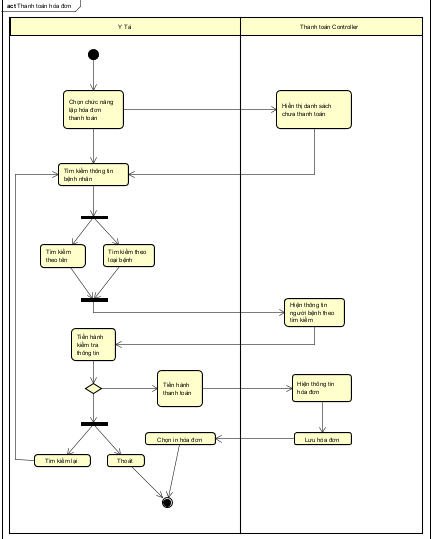 act Thanh toán hóa đơn
Y Tá
Thanh toán Controller
Chọn chức năng
lập hóa đơn
thanh toán
Hiển thị danh sách
chưa thanh toán
Tìm kiếm thông tin
bệnh nhân
Tìm kiếm
theo tên
Tìm kiếm theo
loại bệnh
Hiện thông tin
người bệnh theo
tìm kiếm
Tiến hành
kiểm tra
thông tin
Tiến hành
thanh toán
Hiện thông tin
hóa đơn
Chọn in hóa đơn
Lưu hóa đơn
Tìm kiếm lại
Thoát